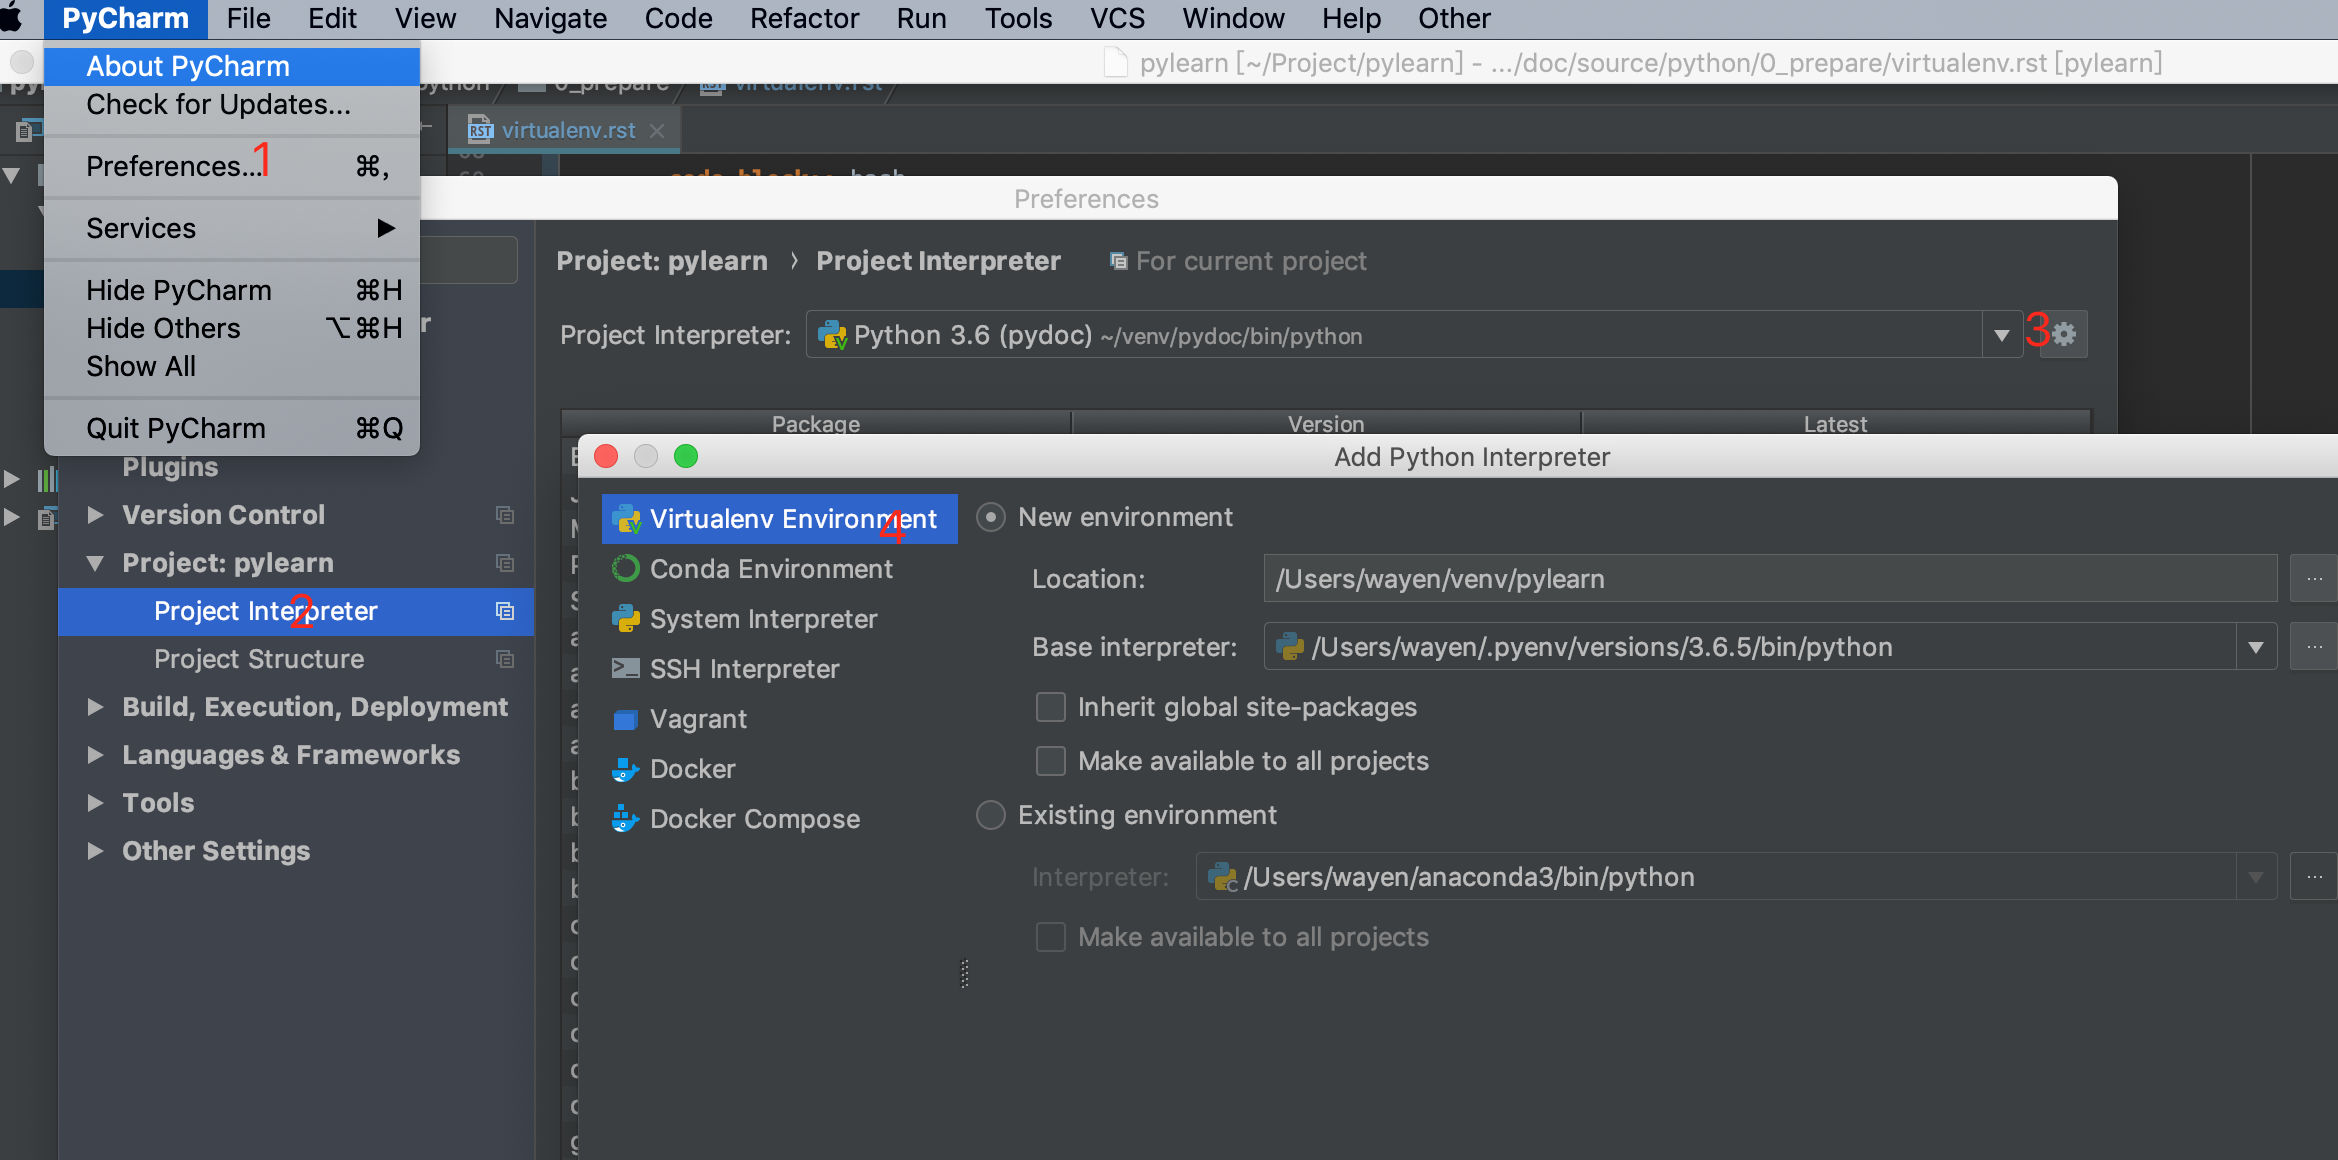 PyCharm File Edit View Navigate Code Refactor Run Tools VCS Window Help Other
pylearn [~/Project/pylearn] - .../doc/source/python/0_prepare/virtualenv.rst [pylearn]
About PyCharm
Check for Updates...
Preferences... ⌘,
1
Services ▶
Hide PyCharm ⌘H
Hide Others ⌥⌘H
Show All
Quit PyCharm ⌘Q
python 0_prepare virtualenv.rst
RST virtualenv.rst
Preferences
Project: pylearn › Project Interpreter For current project
Project Interpreter: Python 3.6 (pydoc) ~/venv/pydoc/bin/python
3
Package Version Latest
Plugins
Version Control
Project: pylearn
Project Interpreter
2
Project Structure
Build, Execution, Deployment
Languages & Frameworks
Tools
Other Settings
Add Python Interpreter
Virtualenv Environment
4
Conda Environment
System Interpreter
SSH Interpreter
Vagrant
Docker
Docker Compose
New environment
Location: /Users/wayen/venv/pylearn ...
Base interpreter: /Users/wayen/.pyenv/versions/3.6.5/bin/python ...
Inherit global site-packages
Make available to all projects
Existing environment
Interpreter: /Users/wayen/anaconda3/bin/python ...
Make available to all projects